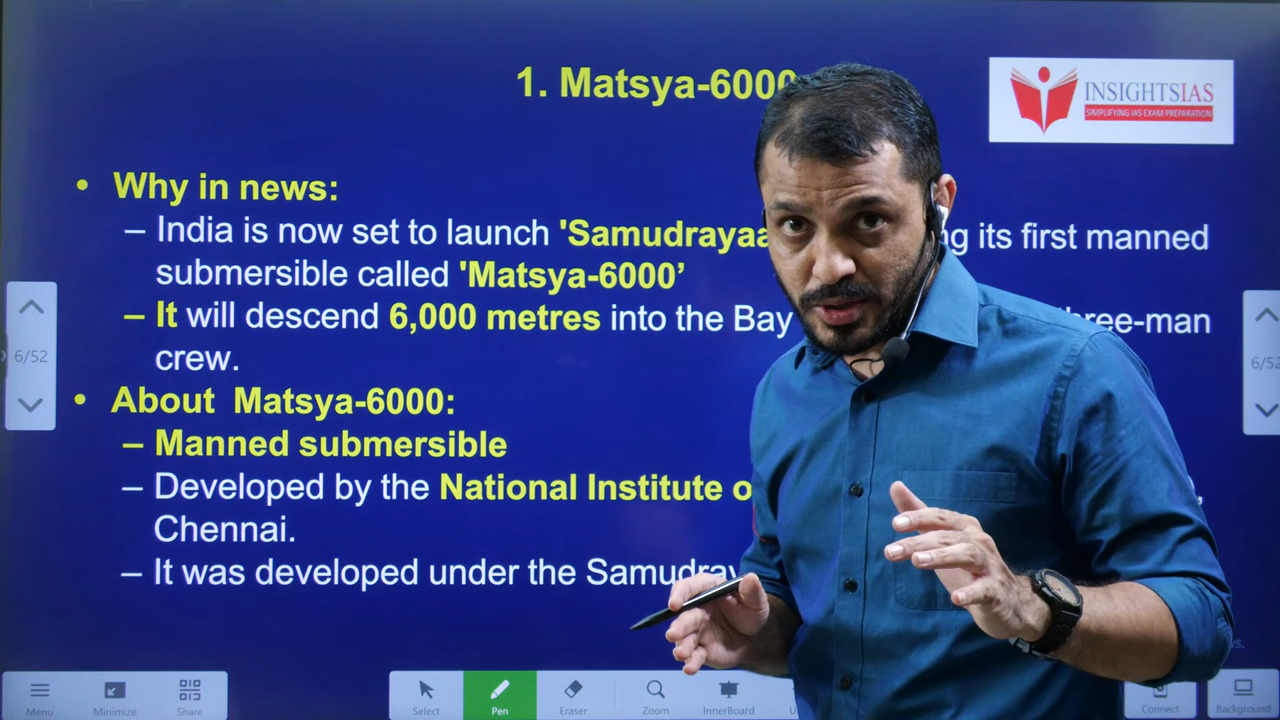 1. Matsya-6000
INSIGHTSIAS
SIMPLIFYING IAS EXAM PREPARATION
• Why in news:
– India is now set to launch 'Samudrayaa its first manned
submersible called 'Matsya-6000’
– It will descend 6,000 metres into the Bay three-man
crew.
• About Matsya-6000:
– Manned submersible
– Developed by the National Institute
Chennai.
– It was developed under the
6/52
6/52
Menu Minimize Share Select Pen Eraser Zoom InnerBoard Connect Background